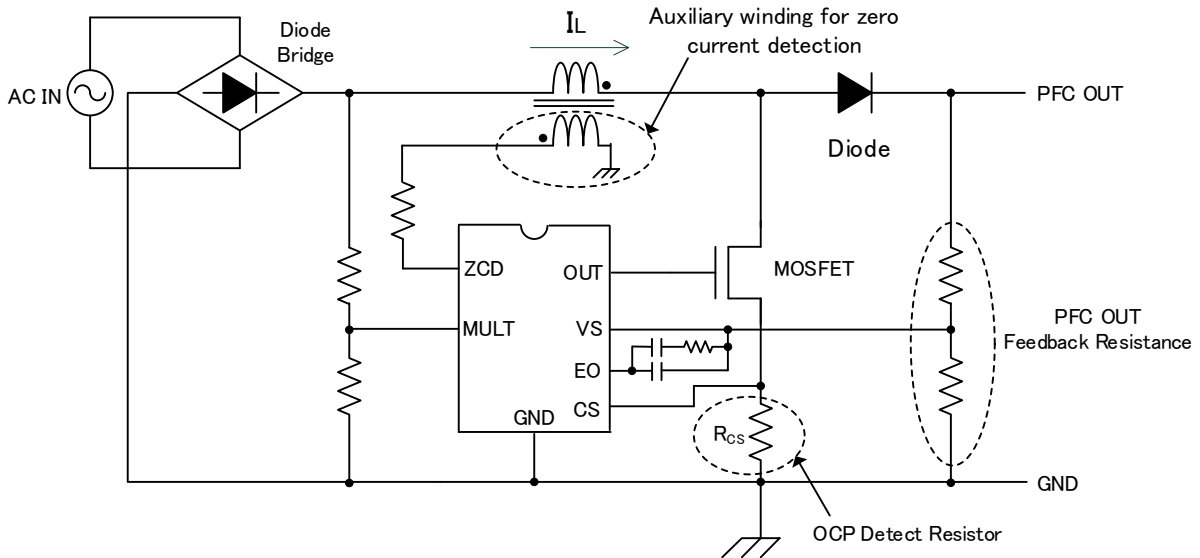 Auxiliary winding for zero
current detection
IL
Diode
Bridge
AC IN
PFC OUT
Diode
ZCD
OUT
MOSFET
MULT
VS
PFC OUT
Feedback Resistance
EO
CS
GND
RCS
GND
OCP Detect Resistor